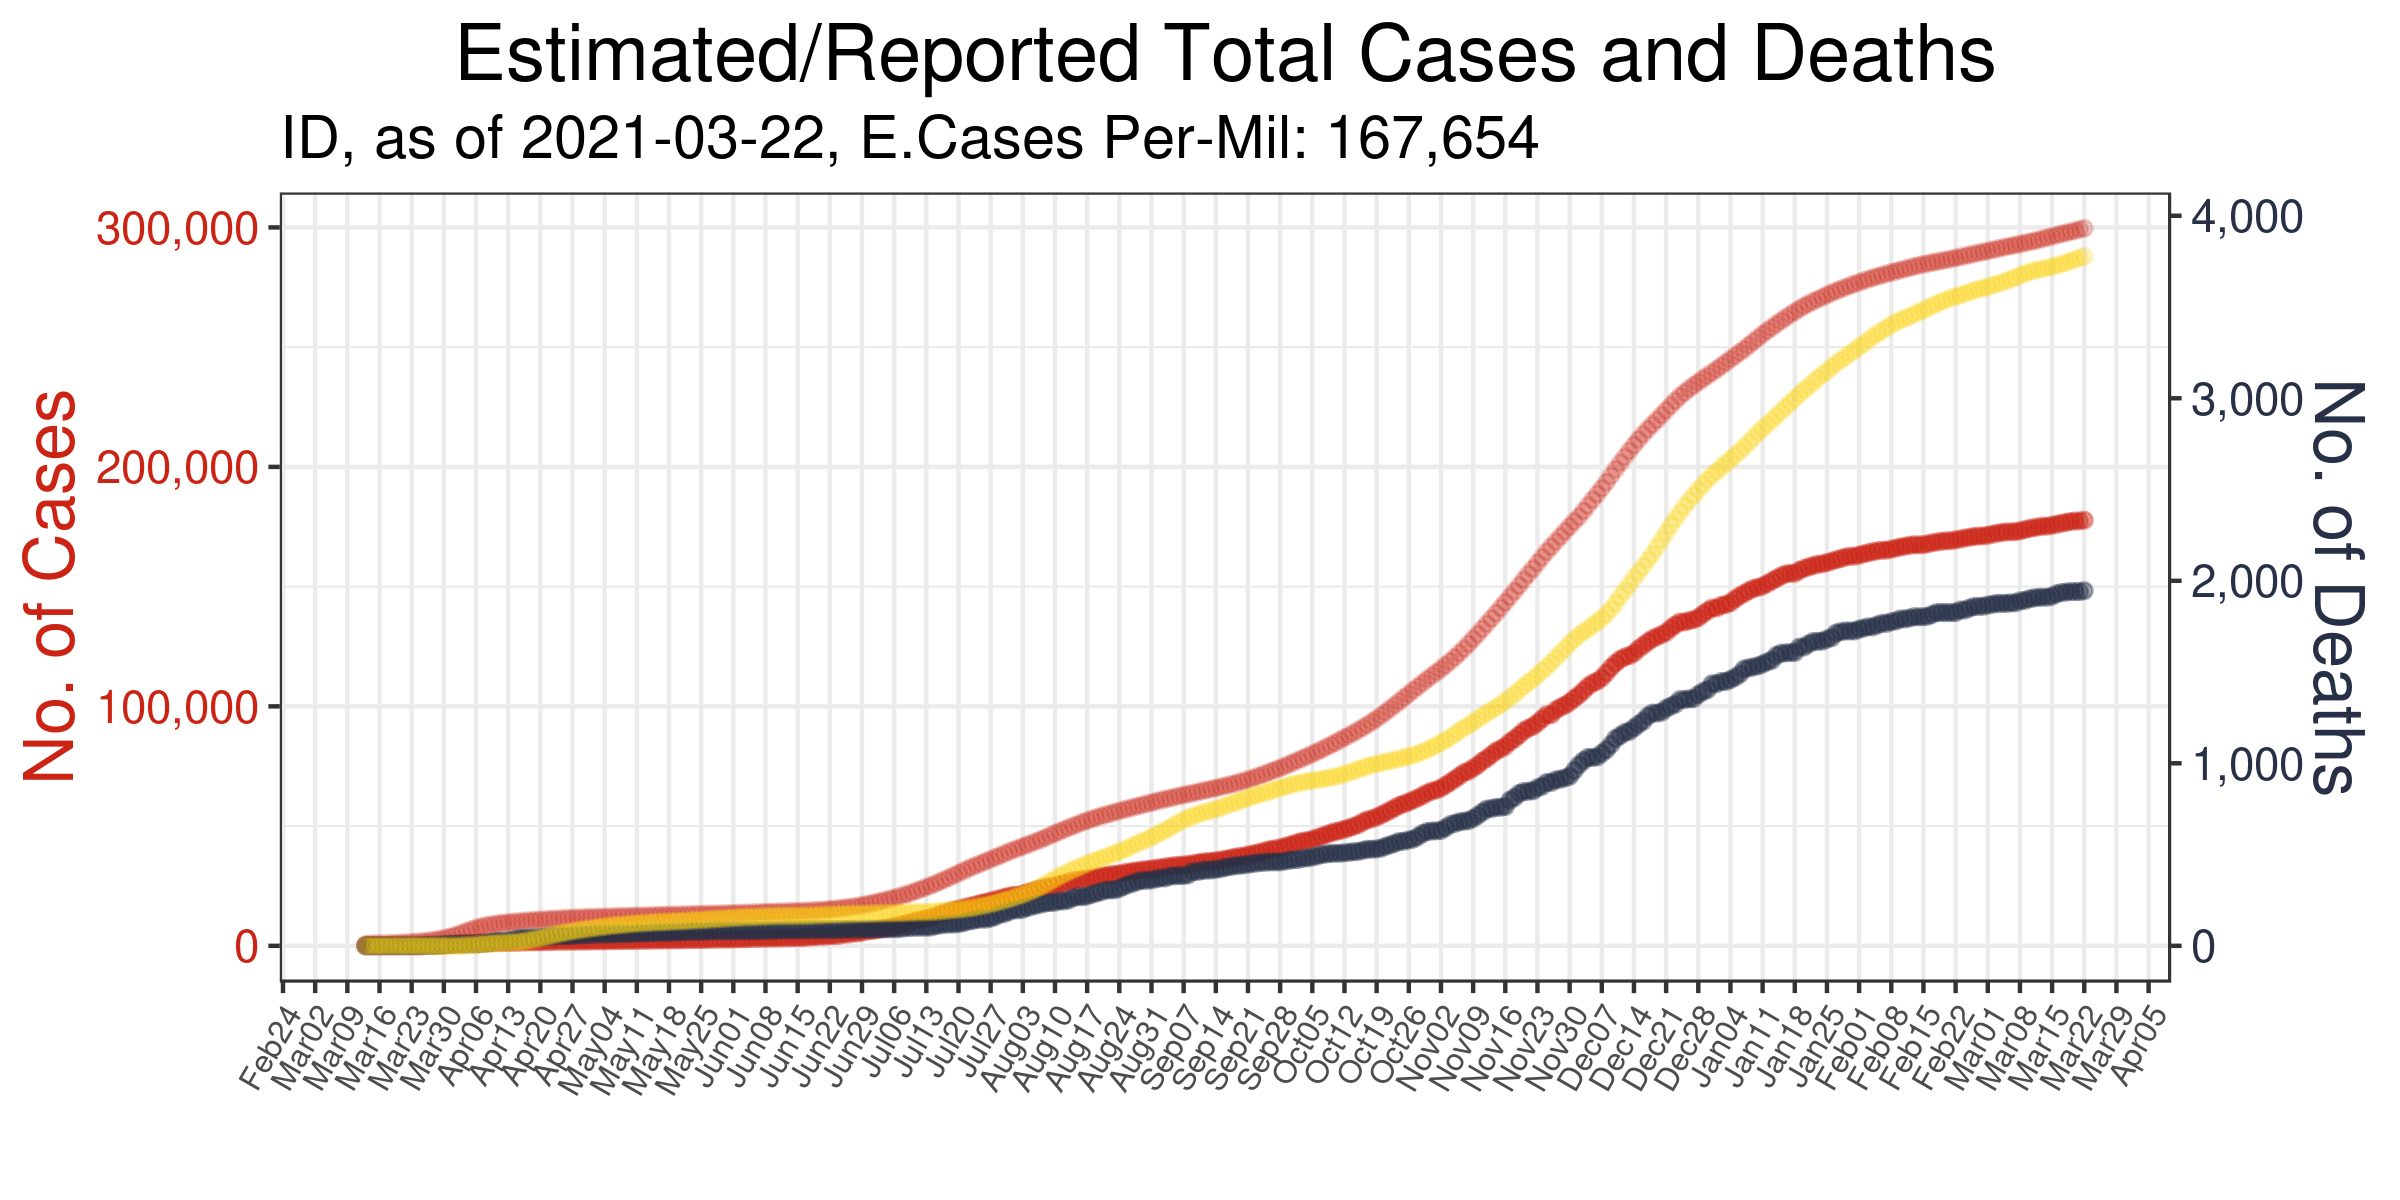 Estimated/Reported Total Cases and Deaths
ID, as of 2021-03-22, E.Cases Per-Mil: 167,654
No. of Cases
300,000
200,000
100,000
0
4,000
3,000
2,000
1,000
0
No. of Deaths
Feb24
Mar02
Mar09
Mar16
Mar23
Mar30
Apr06
Apr13
Apr20
Apr27
May04
May11
May18
May25
Jun01
Jun08
Jun15
Jun22
Jun29
Jul06
Jul13
Jul20
Jul27
Aug03
Aug10
Aug17
Aug24
Aug31
Sep07
Sep14
Sep21
Sep28
Oct05
Oct12
Oct19
Oct26
Nov02
Nov09
Nov16
Nov23
Nov30
Dec07
Dec14
Dec21
Dec28
Jan04
Jan11
Jan18
Jan25
Feb01
Feb08
Feb15
Feb22
Mar01
Mar08
Mar15
Mar22
Mar29
Apr05